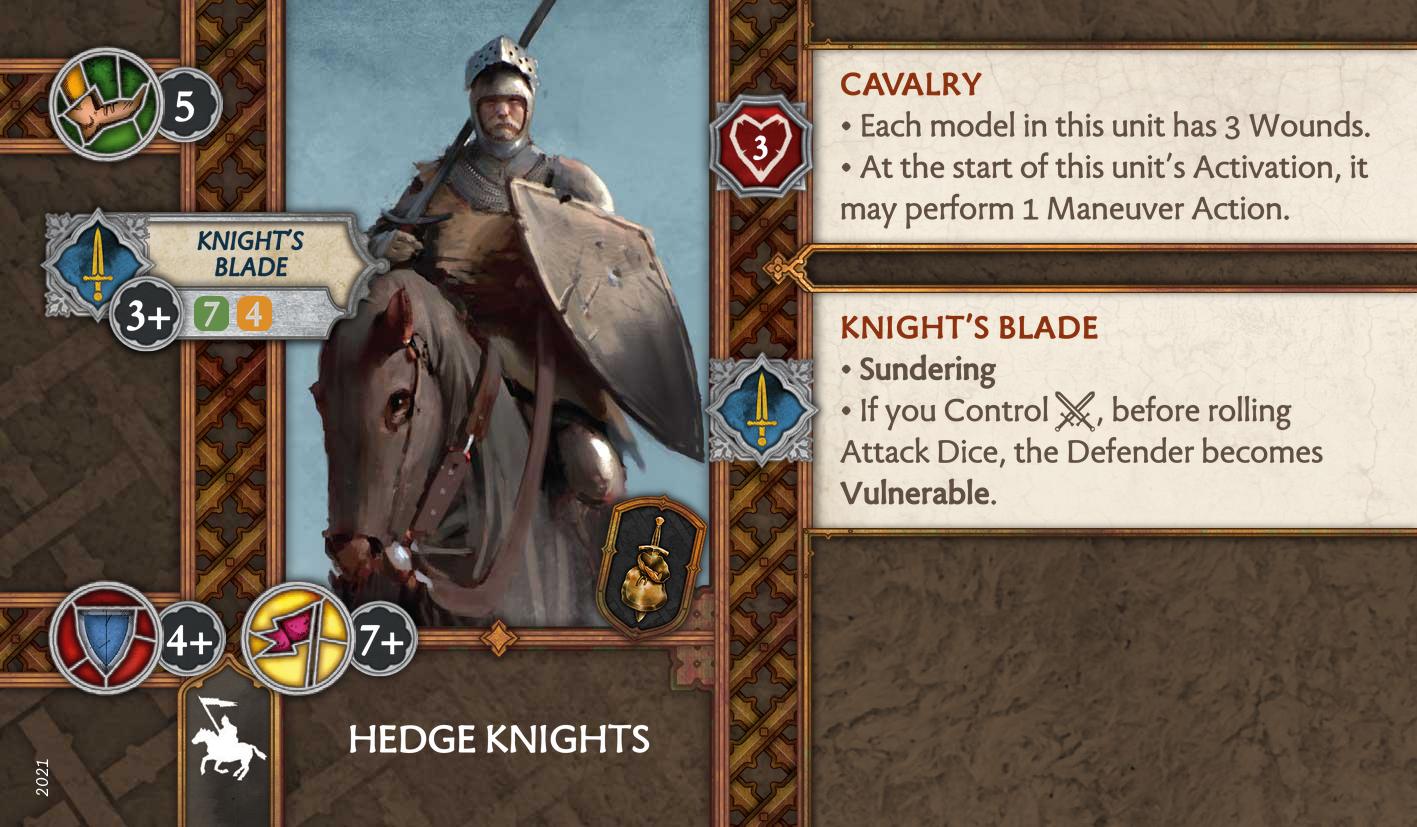 5
KNIGHT'S
BLADE
3+ 7 4
4+ 7+
HEDGE KNIGHTS
2021
3
CAVALRY
• Each model in this unit has 3 Wounds.
• At the start of this unit's Activation, it
may perform 1 Maneuver Action.
KNIGHT'S BLADE
• Sundering
• If you Control , before rolling
Attack Dice, the Defender becomes
Vulnerable.